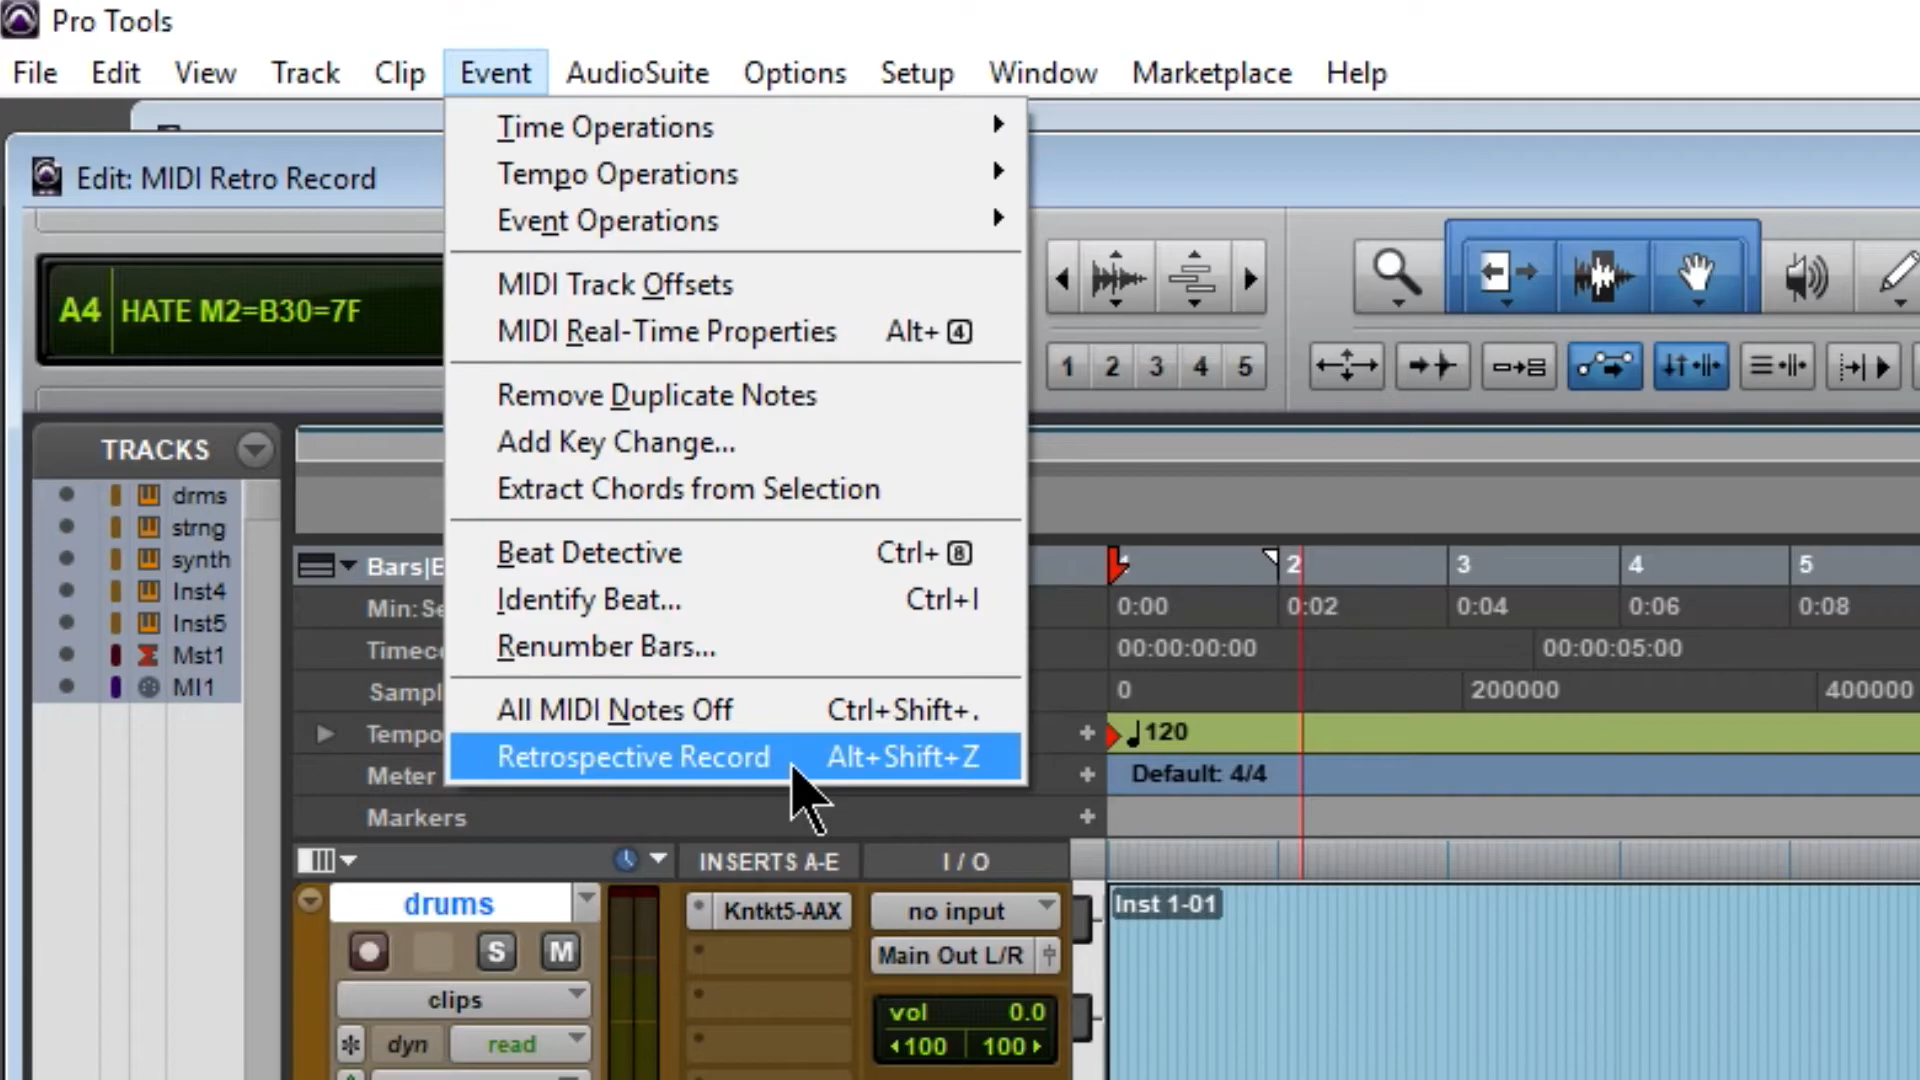 Pro Tools
File Edit View Track Clip Event AudioSuite Options Setup Window Marketplace Help
Edit: MIDI Retro Record
A4 HATE M2=B30=7F
Time Operations
Tempo Operations
Event Operations
MIDI Track Offsets
MIDI Real-Time Properties Alt+ 4
Remove Duplicate Notes
Add Key Change...
Extract Chords from Selection
Beat Detective Ctrl+ 8
Identify Beat... Ctrl+I
Renumber Bars...
All MIDI Notes Off Ctrl+Shift+.
Retrospective Record Alt+Shift+Z
1 2 3 4 5
TRACKS
drms
strng
synth
Inst4
Inst5
Mst1
MI1
Bars|E 2 3 4 5
Min:Se 0:00 0:02 0:04 0:06 0:08
Timec 00:00:00:00 00:00:05:00
Sampl 0 200000 400000
Tempo 120
Meter Default: 4/4
Markers
INSERTS A-E I / O
drums Kntkt5-AAX no input Inst 1-01
S M Main Out L/R
clips
vol 0.0
dyn read 100 100